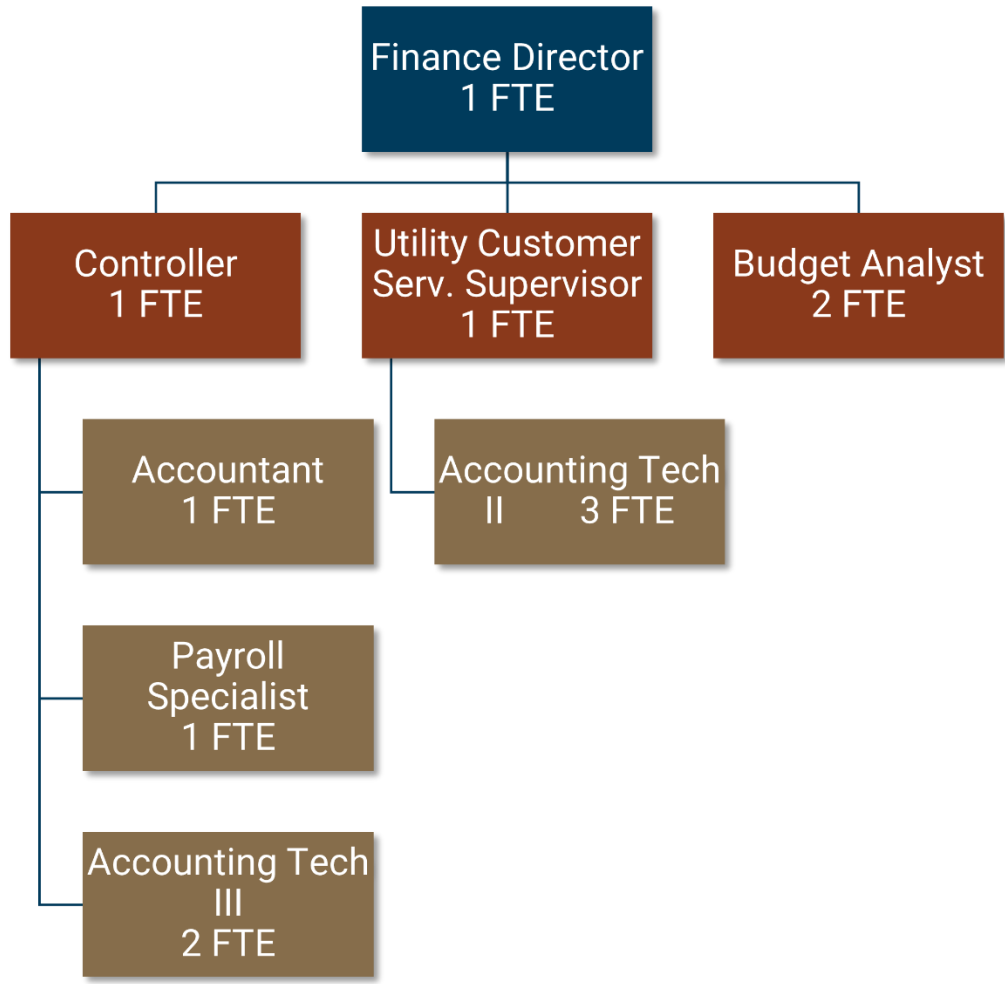 Finance Director
1 FTE
Controller
1 FTE
Utility Customer
Serv. Supervisor
1 FTE
Budget Analyst
2 FTE
Accountant
1 FTE
Accounting Tech
II 3 FTE
Payroll
Specialist
1 FTE
Accounting Tech
III
2 FTE